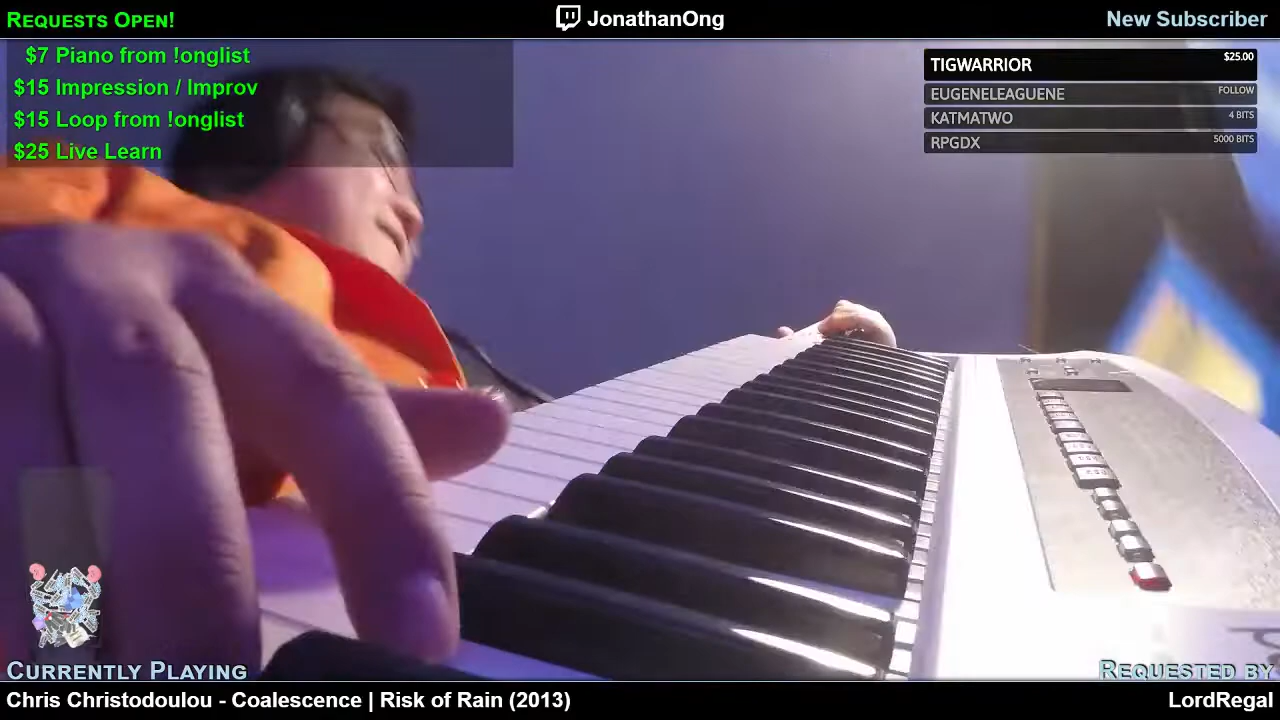 REQUESTS OPEN!
JonathanOng
New Subscriber
$7 Piano from !onglist
$15 Impression / Improv
$15 Loop from !onglist
$25 Live Learn
TIGWARRIOR $25.00
EUGENELEAGUENE FOLLOW
KATMATWO 4 BITS
RPGDX 5000 BITS
CURRENTLY PLAYING
REQUESTED BY
Chris Christodoulou - Coalescence | Risk of Rain (2013)
LordRegal